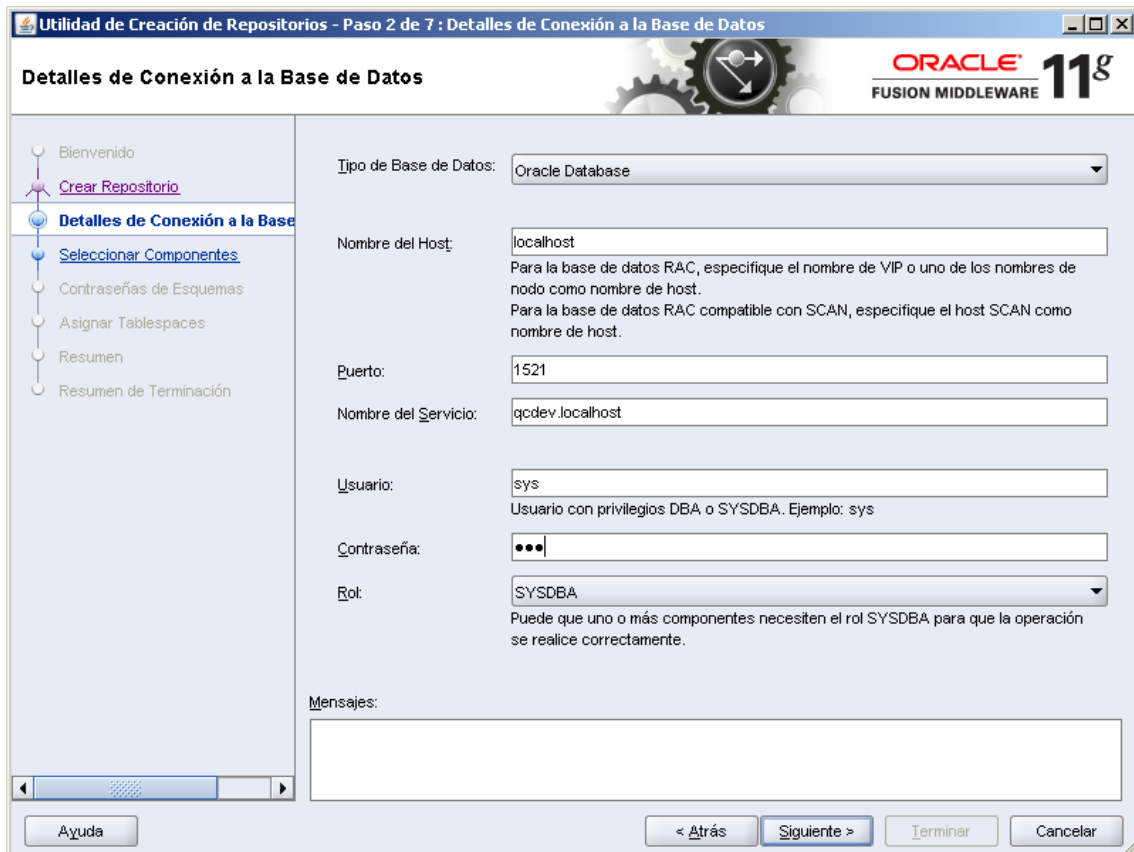 Utilidad de Creación de Repositorios - Paso 2 de 7 : Detalles de Conexión a la Base de Datos
Detalles de Conexión a la Base de Datos
ORACLE
FUSION MIDDLEWARE
11g
Bienvenido
Crear Repositorio
Detalles de Conexión a la Base
Seleccionar Componentes
Contraseñas de Esquemas
Asignar Tablespaces
Resumen
Resumen de Terminación
Tipo de Base de Datos: Oracle Database
Nombre del Host: localhost
Para la base de datos RAC, especifique el nombre de VIP o uno de los nombres de
nodo como nombre de host.
Para la base de datos RAC compatible con SCAN, especifique el host SCAN como
nombre de host.
Puerto: 1521
Nombre del Servicio: qcdev.localhost
Usuario: sys
Usuario con privilegios DBA o SYSDBA. Ejemplo: sys
Contraseña: •••
Rol: SYSDBA
Puede que uno o más componentes necesiten el rol SYSDBA para que la operación
se realice correctamente.
Mensajes:
Ayuda
< Atrás
Siguiente >
Terminar
Cancelar